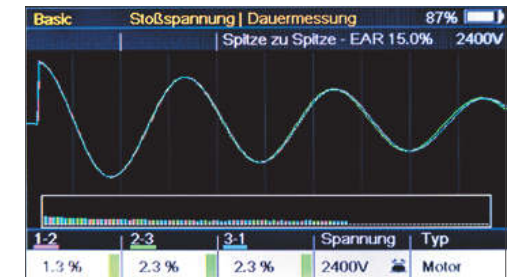 Basic Stoßspannung | Dauermessung 87%
Spitze zu Spitze - EAR 15.0% 2400V
1-2 2-3 3-1 Spannung Typ
1.3 % 2.3 % 2.3 % 2400V Motor